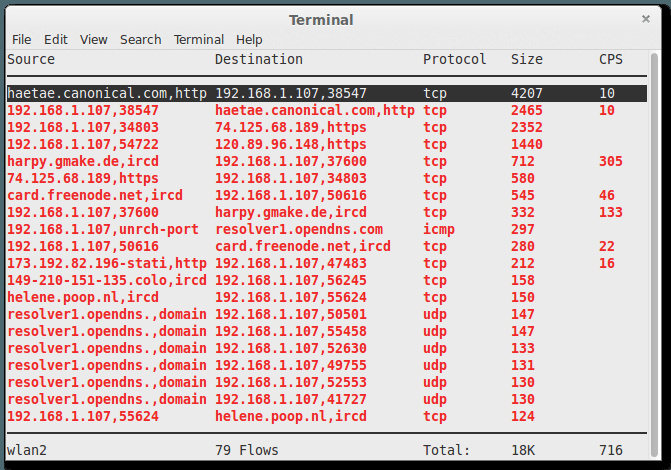 Terminal
File Edit View Search Terminal Help
Source Destination Protocol Size CPS
haetae.canonical.com,http 192.168.1.107,38547 tcp 4207 10
192.168.1.107,38547 haetae.canonical.com,http tcp 2465 10
192.168.1.107,34803 74.125.68.189,https tcp 2352
192.168.1.107,54722 120.89.96.148,https tcp 1440
harpy.gmake.de,ircd 192.168.1.107,37600 tcp 712 305
74.125.68.189,https 192.168.1.107,34803 tcp 580
card.freenode.net,ircd 192.168.1.107,50616 tcp 545 46
192.168.1.107,37600 harpy.gmake.de,ircd tcp 332 133
192.168.1.107,unrch-port resolver1.opendns.com icmp 297
192.168.1.107,50616 card.freenode.net,ircd tcp 280 22
173.192.82.196-stati,http 192.168.1.107,47483 tcp 212 16
149-210-151-135.colo,ircd 192.168.1.107,56245 tcp 158
helene.poop.nl,ircd 192.168.1.107,55624 tcp 150
resolver1.opendns.,domain 192.168.1.107,50501 udp 147
resolver1.opendns.,domain 192.168.1.107,55458 udp 147
resolver1.opendns.,domain 192.168.1.107,52630 udp 133
resolver1.opendns.,domain 192.168.1.107,49755 udp 131
resolver1.opendns.,domain 192.168.1.107,52553 udp 130
resolver1.opendns.,domain 192.168.1.107,41727 udp 130
192.168.1.107,55624 helene.poop.nl,ircd tcp 124
wlan2 79 Flows Total: 18K 716